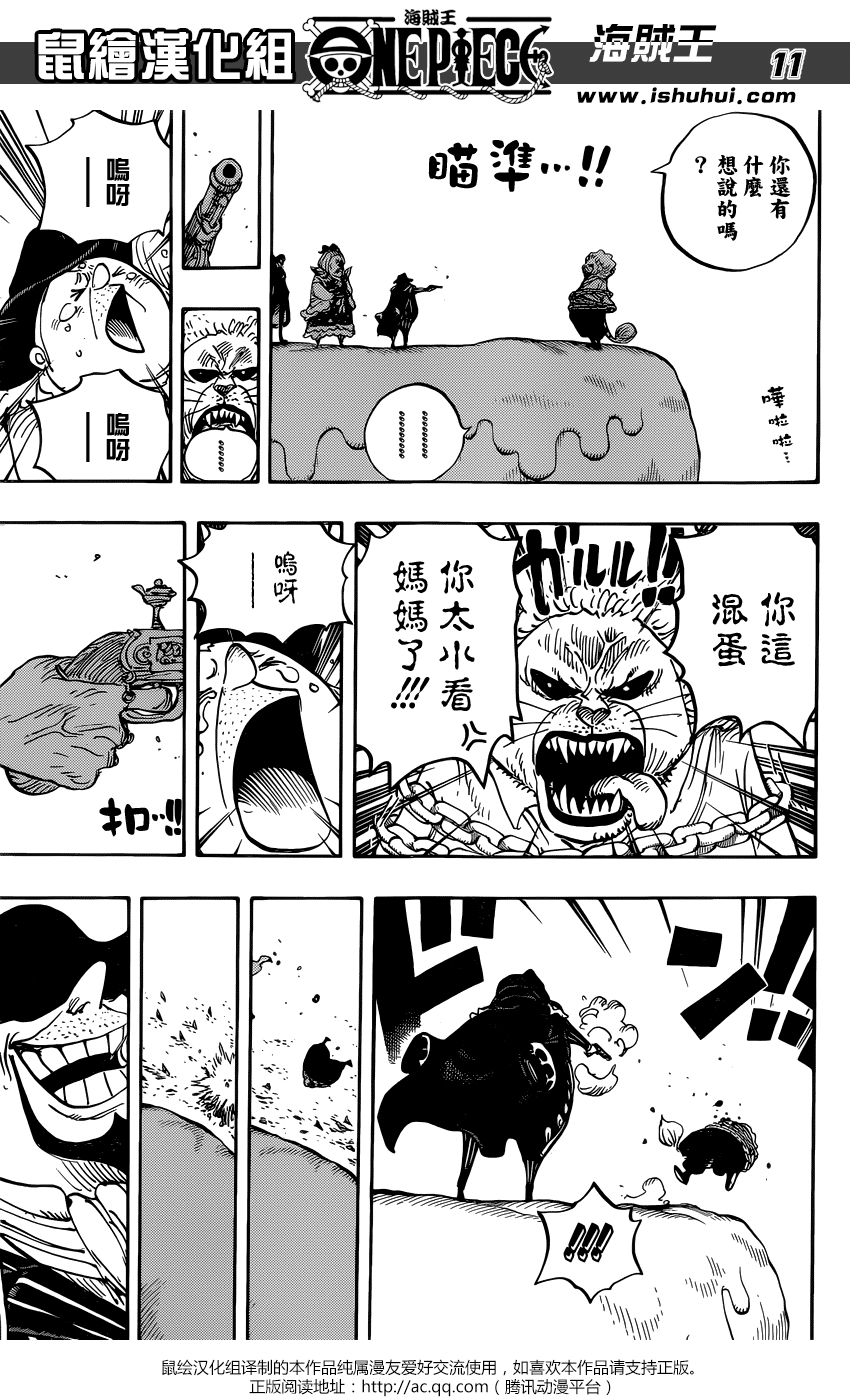 鼠繪漢化組
海賊王
ONE PIECE
海賊王
11
www.ishuhui.com
你還有
什麼
想說的嗎
？
瞄準…!!
嘩啦啦…
…………
…………
………
嗚呀
——
嗚呀
——
你這
混蛋
ガルルル!!
你太小看
媽媽了!!!
嗚呀
——
扣…!!
ドン!!
!!!
鼠绘汉化组译制的本作品纯属漫友爱好交流使用，如喜欢本作品请支持正版。
正版阅读地址：http://ac.qq.com（腾讯动漫平台）